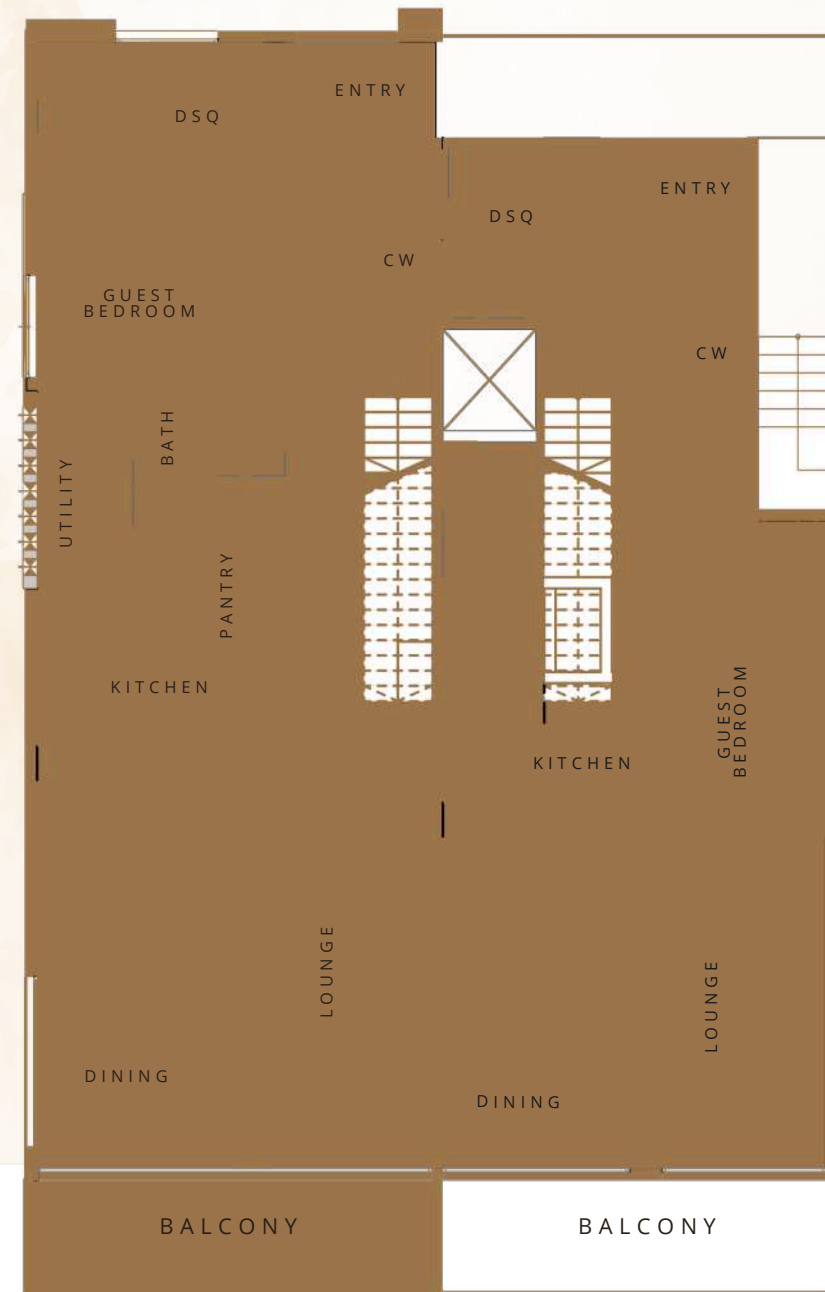 ENTRY
DSQ
ENTRY
DSQ
CW
GUEST
BEDROOM
CW
BATH
UTILITY
PANTRY
KITCHEN
GUEST
BEDROOM
KITCHEN
LOUNGE
LOUNGE
DINING
DINING
BALCONY
BALCONY